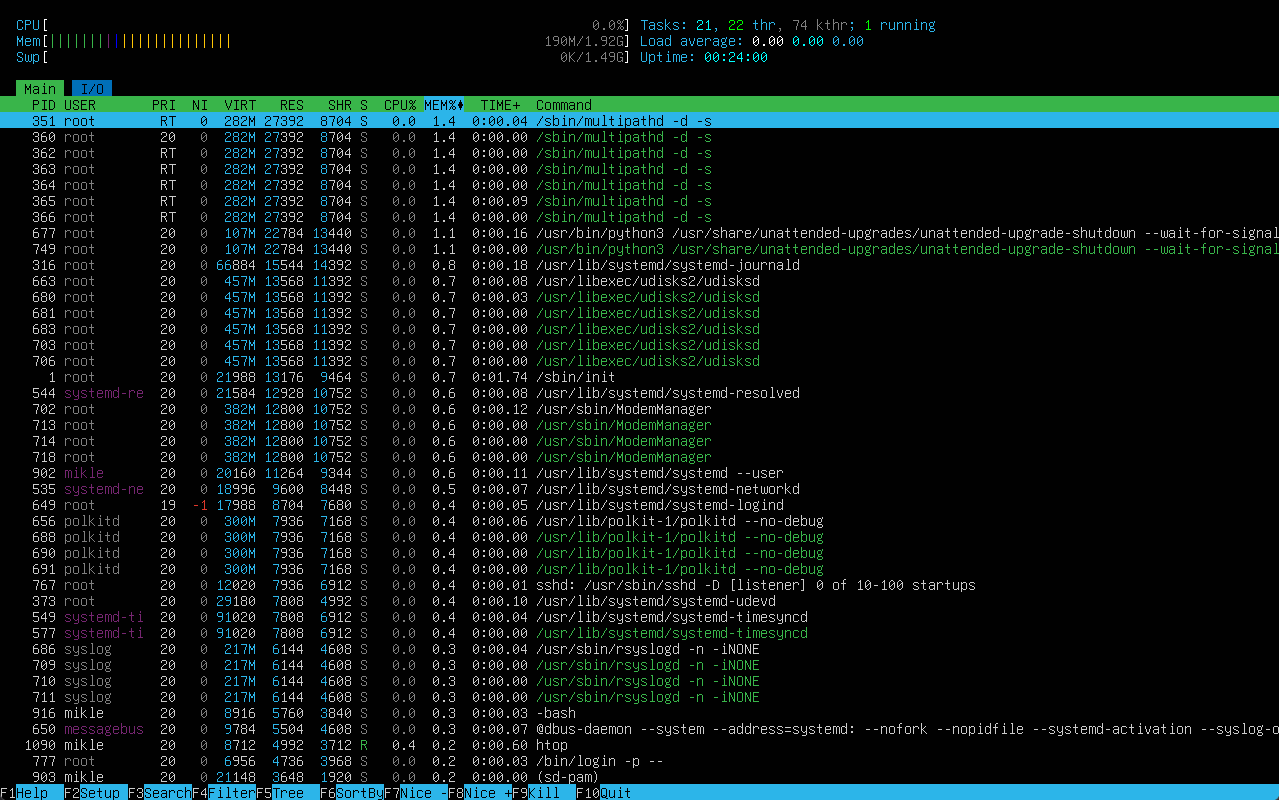 CPU[ 0.0%] Tasks: 21, 22 thr, 74 kthr; 1 running
Mem[||||||||||||||||||||||| 190M/1.92G] Load average: 0.00 0.00 0.00
Swp[ 0K/1.49G] Uptime: 00:24:00
Main I/O
PID USER PRI NI VIRT RES SHR S CPU% MEM%♦ TIME+ Command
351 root RT 0 282M 27392 8704 S 0.0 1.4 0:00.04 /sbin/multipathd -d -s
360 root 20 0 282M 27392 8704 S 0.0 1.4 0:00.00 /sbin/multipathd -d -s
362 root RT 0 282M 27392 8704 S 0.0 1.4 0:00.00 /sbin/multipathd -d -s
363 root RT 0 282M 27392 8704 S 0.0 1.4 0:00.00 /sbin/multipathd -d -s
364 root RT 0 282M 27392 8704 S 0.0 1.4 0:00.00 /sbin/multipathd -d -s
365 root RT 0 282M 27392 8704 S 0.0 1.4 0:00.09 /sbin/multipathd -d -s
366 root RT 0 282M 27392 8704 S 0.0 1.4 0:00.00 /sbin/multipathd -d -s
677 root 20 0 107M 22784 13440 S 0.0 1.1 0:00.16 /usr/bin/python3 /usr/share/unattended-upgrades/unattended-upgrade-shutdown --wait-for-signal
749 root 20 0 107M 22784 13440 S 0.0 1.1 0:00.00 /usr/bin/python3 /usr/share/unattended-upgrades/unattended-upgrade-shutdown --wait-for-signal
316 root 20 0 66884 15544 14392 S 0.0 0.8 0:00.18 /usr/lib/systemd/systemd-journald
663 root 20 0 457M 13568 11392 S 0.0 0.7 0:00.08 /usr/libexec/udisks2/udisksd
680 root 20 0 457M 13568 11392 S 0.0 0.7 0:00.03 /usr/libexec/udisks2/udisksd
681 root 20 0 457M 13568 11392 S 0.0 0.7 0:00.00 /usr/libexec/udisks2/udisksd
683 root 20 0 457M 13568 11392 S 0.0 0.7 0:00.00 /usr/libexec/udisks2/udisksd
703 root 20 0 457M 13568 11392 S 0.0 0.7 0:00.00 /usr/libexec/udisks2/udisksd
706 root 20 0 457M 13568 11392 S 0.0 0.7 0:00.00 /usr/libexec/udisks2/udisksd
1 root 20 0 21988 13176 9464 S 0.0 0.7 0:01.74 /sbin/init
544 systemd-re 20 0 21584 12928 10752 S 0.0 0.6 0:00.08 /usr/lib/systemd/systemd-resolved
702 root 20 0 382M 12800 10752 S 0.0 0.6 0:00.12 /usr/sbin/ModemManager
713 root 20 0 382M 12800 10752 S 0.0 0.6 0:00.00 /usr/sbin/ModemManager
714 root 20 0 382M 12800 10752 S 0.0 0.6 0:00.00 /usr/sbin/ModemManager
718 root 20 0 382M 12800 10752 S 0.0 0.6 0:00.00 /usr/sbin/ModemManager
902 mikle 20 0 20160 11264 9344 S 0.0 0.6 0:00.11 /usr/lib/systemd/systemd --user
535 systemd-ne 20 0 18996 9600 8448 S 0.0 0.5 0:00.07 /usr/lib/systemd/systemd-networkd
649 root 19 -1 17988 8704 7680 S 0.0 0.4 0:00.05 /usr/lib/systemd/systemd-logind
656 polkitd 20 0 300M 7936 7168 S 0.0 0.4 0:00.06 /usr/lib/polkit-1/polkitd --no-debug
688 polkitd 20 0 300M 7936 7168 S 0.0 0.4 0:00.00 /usr/lib/polkit-1/polkitd --no-debug
690 polkitd 20 0 300M 7936 7168 S 0.0 0.4 0:00.00 /usr/lib/polkit-1/polkitd --no-debug
691 polkitd 20 0 300M 7936 7168 S 0.0 0.4 0:00.00 /usr/lib/polkit-1/polkitd --no-debug
767 root 20 0 12020 7936 6912 S 0.0 0.4 0:00.01 sshd: /usr/sbin/sshd -D [listener] 0 of 10-100 startups
373 root 20 0 29180 7808 4992 S 0.0 0.4 0:00.10 /usr/lib/systemd/systemd-udevd
549 systemd-ti 20 0 91020 7808 6912 S 0.0 0.4 0:00.04 /usr/lib/systemd/systemd-timesyncd
577 systemd-ti 20 0 91020 7808 6912 S 0.0 0.4 0:00.00 /usr/lib/systemd/systemd-timesyncd
686 syslog 20 0 217M 6144 4608 S 0.0 0.3 0:00.04 /usr/sbin/rsyslogd -n -iNONE
709 syslog 20 0 217M 6144 4608 S 0.0 0.3 0:00.00 /usr/sbin/rsyslogd -n -iNONE
710 syslog 20 0 217M 6144 4608 S 0.0 0.3 0:00.00 /usr/sbin/rsyslogd -n -iNONE
711 syslog 20 0 217M 6144 4608 S 0.0 0.3 0:00.00 /usr/sbin/rsyslogd -n -iNONE
916 mikle 20 0 8916 5760 3840 S 0.0 0.3 0:00.03 -bash
650 messagebus 20 0 9784 5504 4608 S 0.0 0.3 0:00.07 @dbus-daemon --system --address=systemd: --nofork --nopidfile --systemd-activation --syslog-o
1090 mikle 20 0 8712 4992 3712 R 0.4 0.2 0:00.60 htop
777 root 20 0 6956 4736 3968 S 0.0 0.2 0:00.03 /bin/login -p --
903 mikle 20 0 21148 3648 1920 S 0.0 0.2 0:00.00 (sd-pam)
F1Help F2Setup F3SearchF4FilterF5Tree F6SortByF7Nice -F8Nice +F9Kill F10Quit